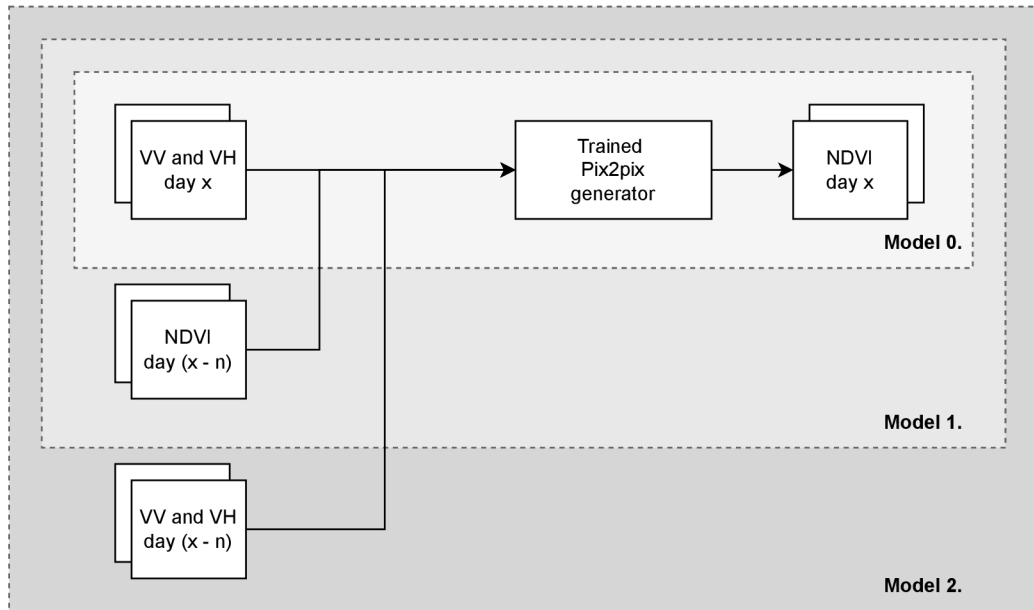 VV and VH
day x
Trained
Pix2pix
generator
NDVI
day x
Model 0.
NDVI
day (x - n)
Model 1.
VV and VH
day (x - n)
Model 2.